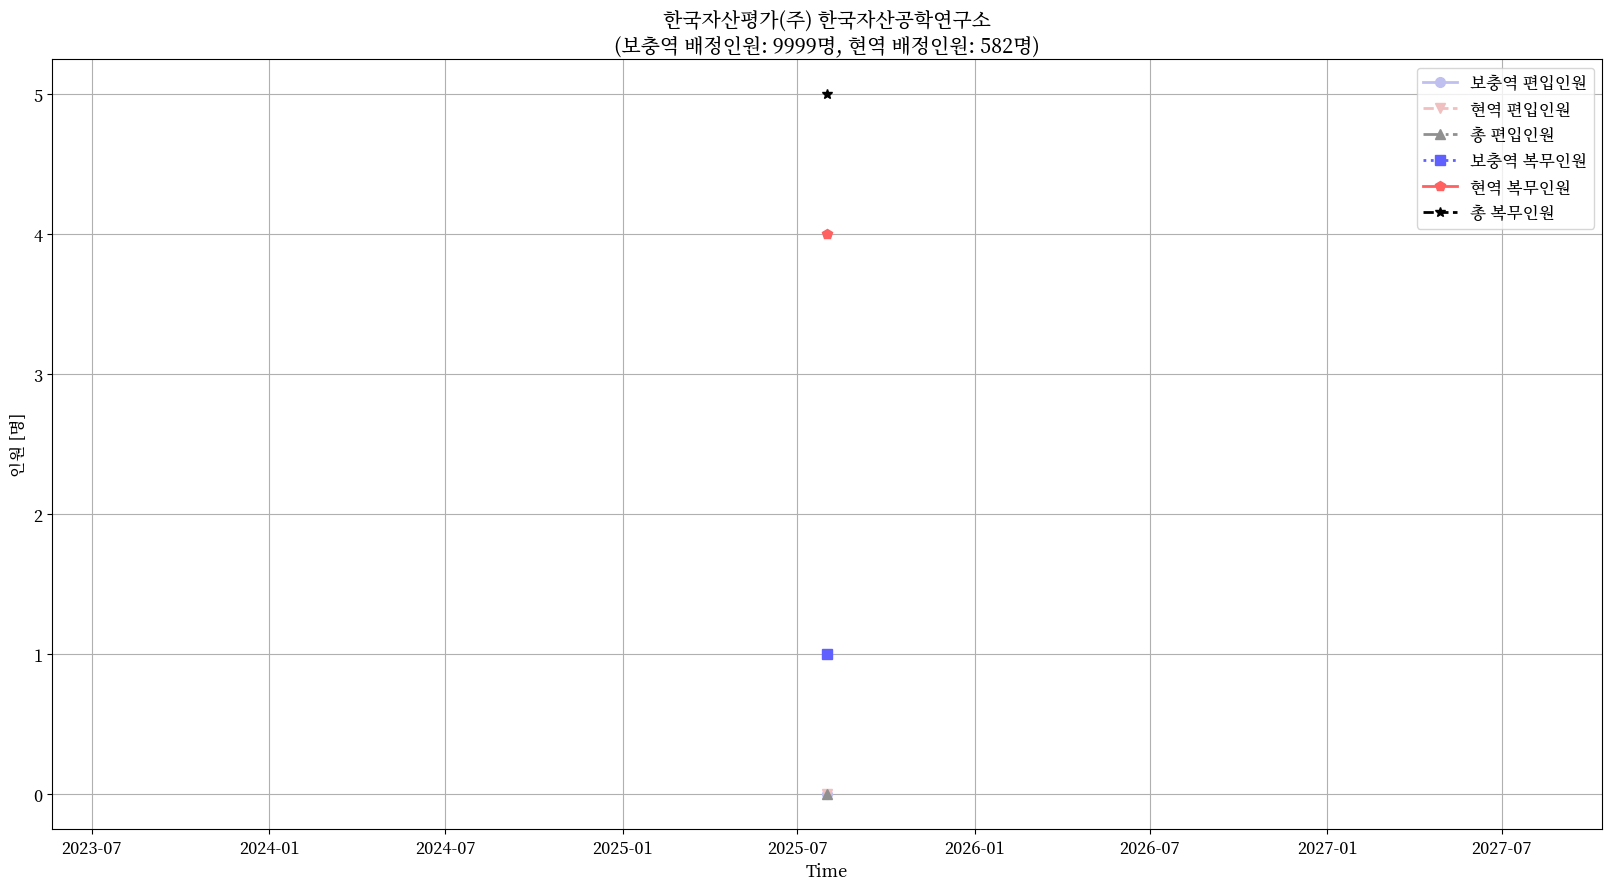 한국자산평가(주) 한국자산공학연구소
(보충역 배정인원: 9999명, 현역 배정인원: 582명)
보충역 편입인원
현역 편입인원
총 편입인원
보충역 복무인원
현역 복무인원
총 복무인원
인원 [명]
5
4
3
2
1
0
2023-07 2024-01 2024-07 2025-01 2025-07 2026-01 2026-07 2027-01 2027-07
Time